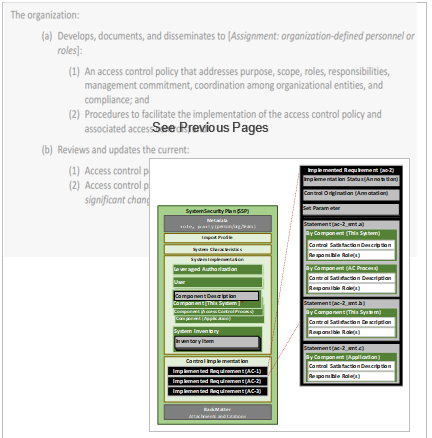 The organization:
(a) Develops, documents, and disseminates to [Assignment: organization-defined personnel or
roles]:
(1) An access control policy that addresses purpose, scope, roles, responsibilities,
management commitment, coordination among organizational entities, and
compliance; and
(2) Procedures to facilitate the implementation of the access control policy and
associated access
See Previous Pages
(b) Reviews and updates the current:
(1) Access control po
(2) Access control p
significant chang
System Security Plan (SSP)
Metadata
Import Profile
System Characteristics
System Implementation
Leveraged Authorization
User
Component Description
Component [This System]
Component (Access Control Process)
Component (Application)
System Inventory
Inventory Item
Control Implementation
Implemented Requirement (AC-1)
Implemented Requirement (AC-2)
Implemented Requirement (AC-3)
Back Matter
Attachments and Citations
Implemented Requirement (ac-2)
Implementation Status (Annotation)
Control Origination (Annotation)
Set Parameter
Statement (ac-2_smt.a)
By Component (This System)
Control Satisfaction Description
Responsible Role(s)
By Component (AC Process)
Control Satisfaction Description
Responsible Role(s)
Statement (ac-2_smt.b)
By Component (This System)
Control Satisfaction Description
Responsible Role(s)
Statement (ac-2_smt.c)
By Component (Application)
Control Satisfaction Description
Responsible Role(s)